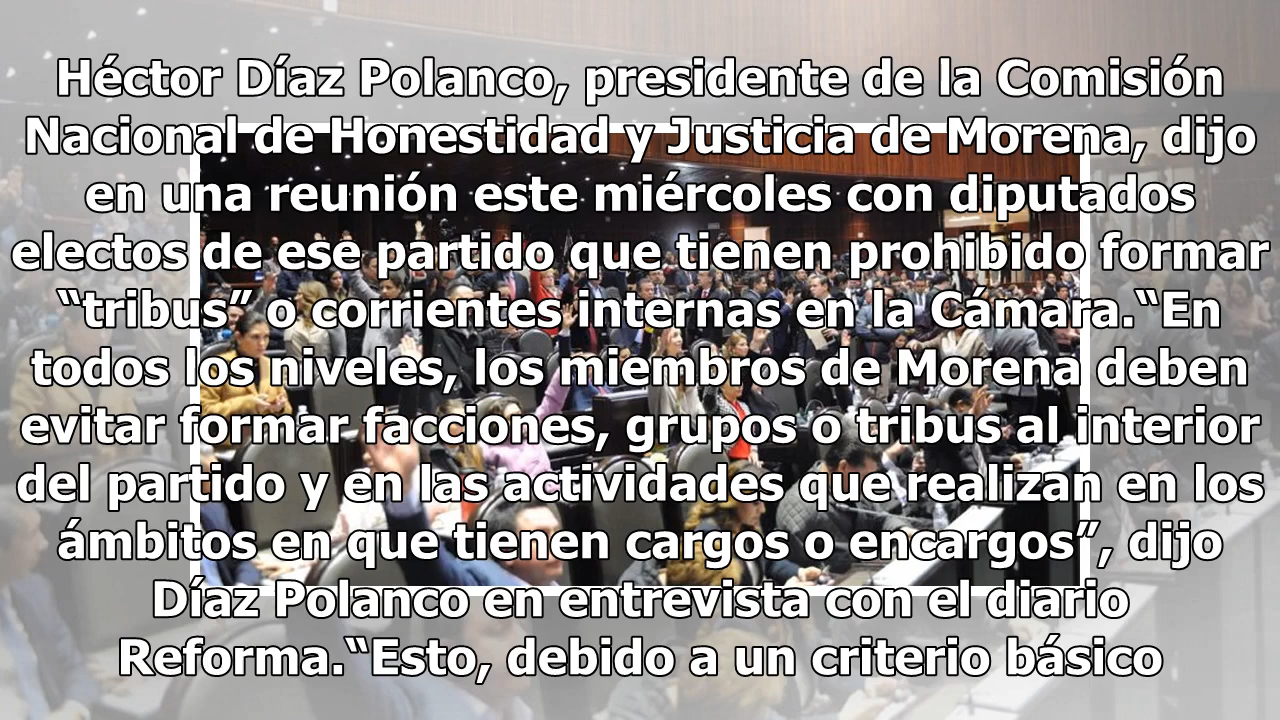 Héctor Díaz Polanco, presidente de la Comisión
Nacional de Honestidad y Justicia de Morena, dijo
en una reunión este miércoles con diputados
electos de ese partido que tienen prohibido formar
“tribus” o corrientes internas en la Cámara.“En
todos los niveles, los miembros de Morena deben
evitar formar facciones, grupos o tribus al interior
del partido y en las actividades que realizan en los
ámbitos en que tienen cargos o encargos”, dijo
Díaz Polanco en entrevista con el diario
Reforma.“Esto, debido a un criterio básico